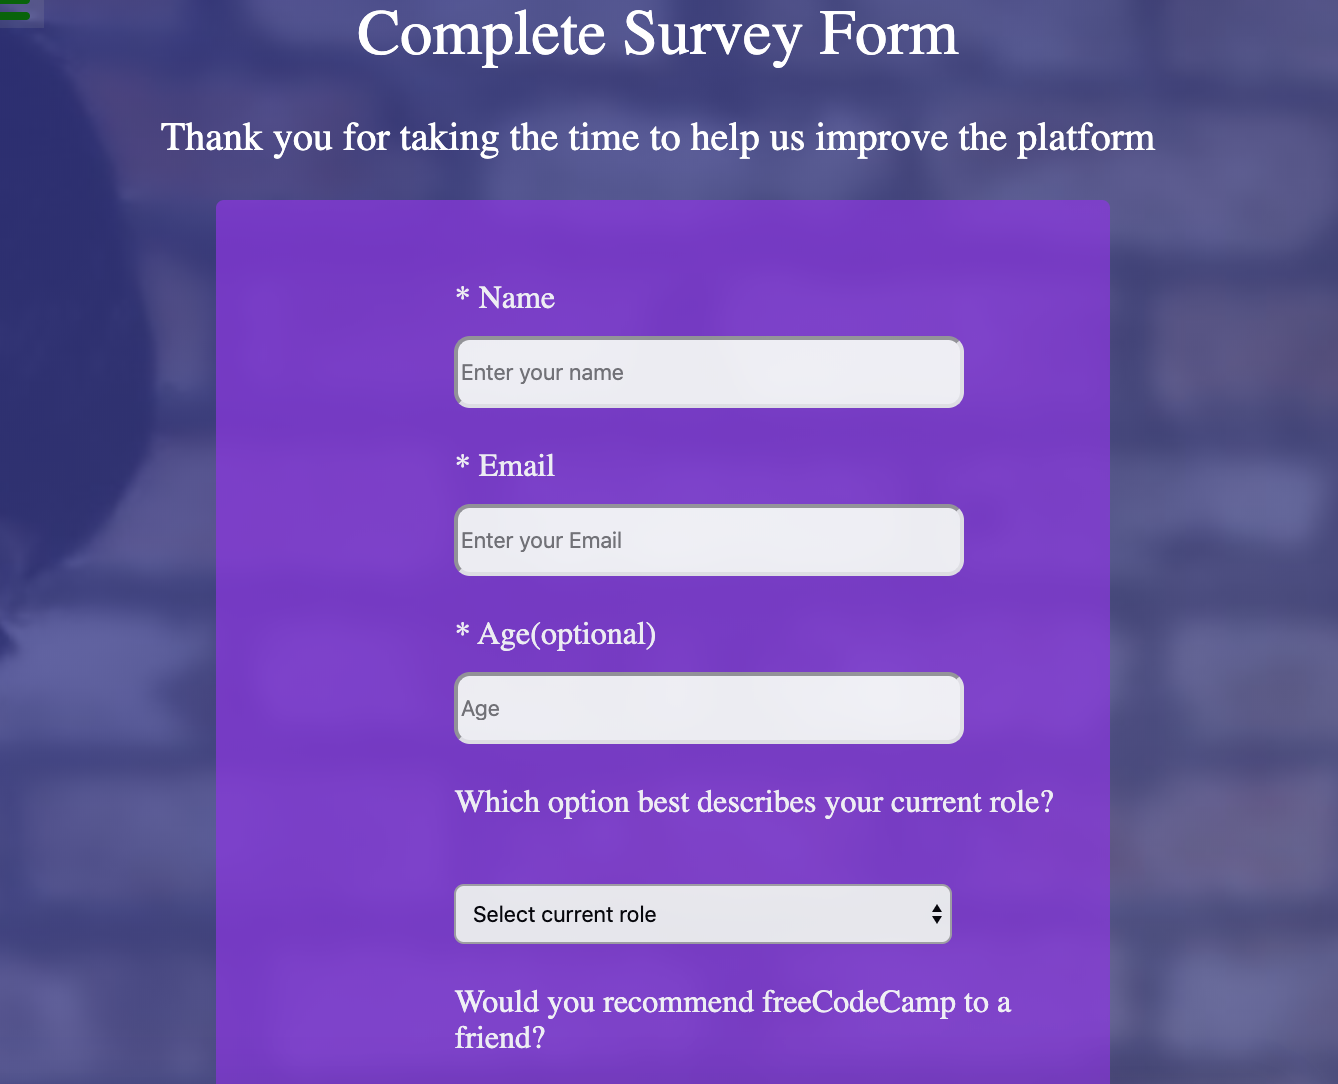 Complete Survey Form
Thank you for taking the time to help us improve the platform
* Name
Enter your name
* Email
Enter your Email
* Age(optional)
Age
Which option best describes your current role?
Select current role
Would you recommend freeCodeCamp to a
friend?